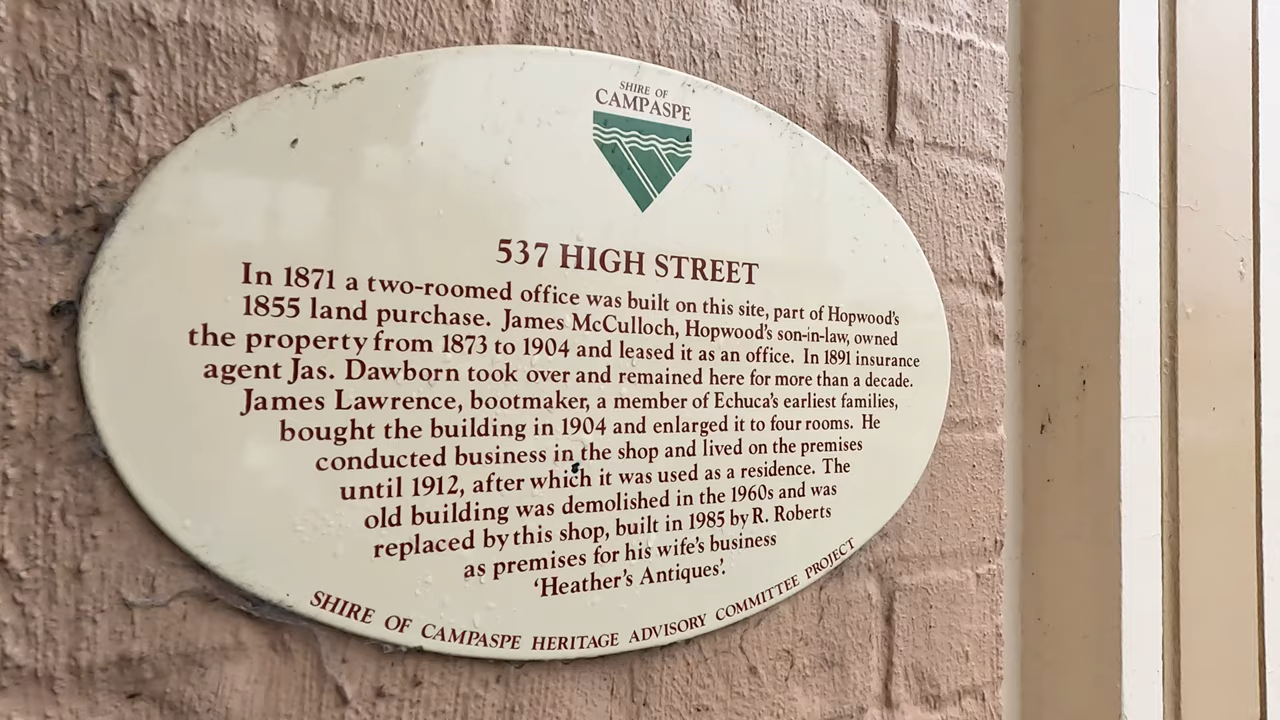 SHIRE OF
CAMPASPE
537 HIGH STREET
In 1871 a two-roomed office was built on this site, part of Hopwood's
1855 land purchase. James McCulloch, Hopwood's son-in-law, owned
the property from 1873 to 1904 and leased it as an office. In 1891 insurance
agent Jas. Dawborn took over and remained here for more than a decade.
James Lawrence, bootmaker, a member of Echuca's earliest families,
bought the building in 1904 and enlarged it to four rooms. He
conducted business in the shop and lived on the premises
until 1912, after which it was used as a residence. The
old building was demolished in the 1960s and was
replaced by this shop, built in 1985 by R. Roberts
as premises for his wife's business
'Heather's Antiques'.
SHIRE OF CAMPASPE HERITAGE ADVISORY COMMITTEE PROJECT